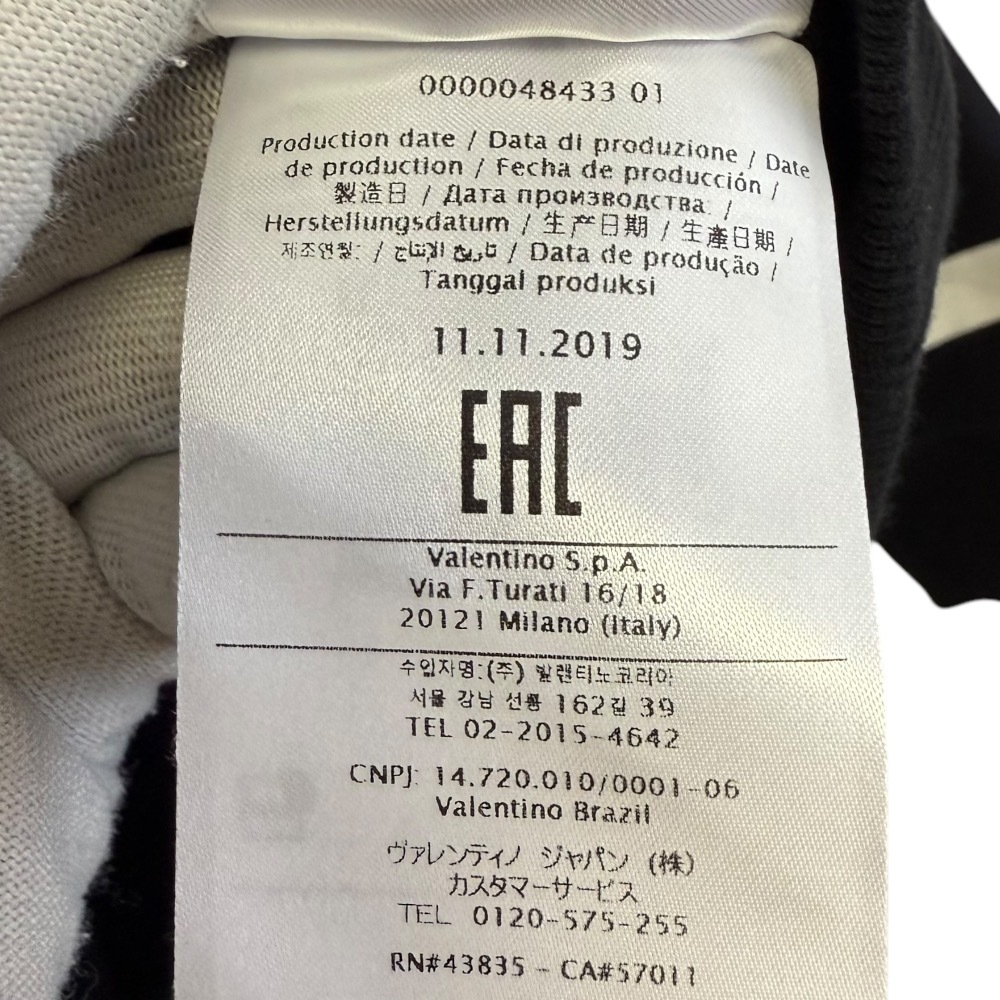 0000048433 01
Production date / Data di produzione / Date
de production / Fecha de producción /
製造日 / Дата производства: /
Herstellungsdatum / 生产日期 / 生產日期 /
제조연월: / تاريخ الإنتاج / Data de produção /
Tanggal produksi
11.11.2019
EAC
Valentino S.p.A.
Via F.Turati 16/18
20121 Milano (Italy)
수입자명:(주) 발렌티노코리아
서울 강남 선릉 162길 39
TEL 02-2015-4642
CNPJ: 14.720.010/0001-06
Valentino Brazil
ヴァレンティノ ジャパン (株)
カスタマーサービス
TEL 0120-575-255
RN#43835 - CA#57011